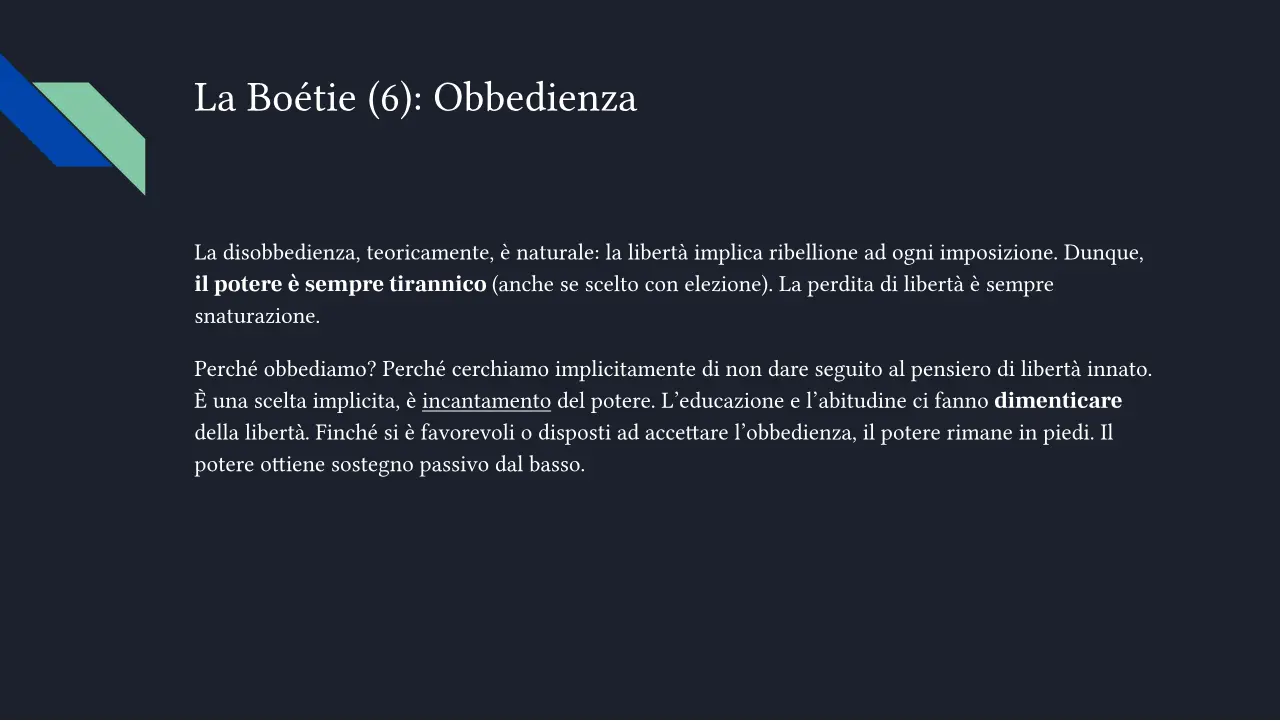 La Boétie (6): Obbedienza
La disobbedienza, teoricamente, è naturale: la libertà implica ribellione ad ogni imposizione. Dunque,
il potere è sempre tirannico (anche se scelto con elezione). La perdita di libertà è sempre
snaturazione.
Perché obbediamo? Perché cerchiamo implicitamente di non dare seguito al pensiero di libertà innato.
È una scelta implicita, è incantamento del potere. L’educazione e l’abitudine ci fanno dimenticare
della libertà. Finché si è favorevoli o disposti ad accettare l’obbedienza, il potere rimane in piedi. Il
potere ottiene sostegno passivo dal basso.